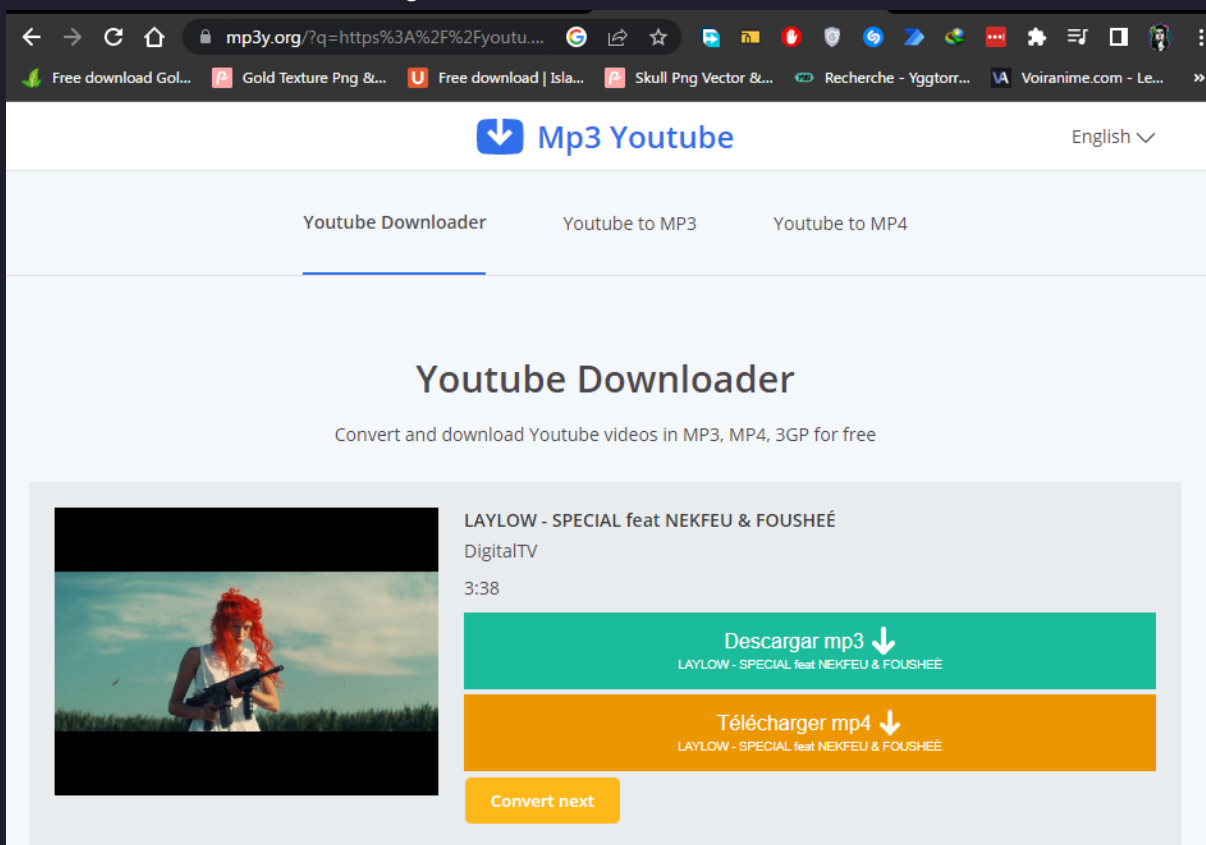 mp3y.org/?q=https%3A%2F%2Fyoutu....
Free download Gol...
Gold Texture Png &...
Free download | Isla...
Skull Png Vector &...
Recherche - Yggtorr...
Voiranime.com - Le...
»
Mp3 Youtube
English
Youtube Downloader
Youtube to MP3
Youtube to MP4
Youtube Downloader
Convert and download Youtube videos in MP3, MP4, 3GP for free
LAYLOW - SPECIAL feat NEKFEU & FOUSHEÉ
DigitalTV
3:38
Descargar mp3
LAYLOW - SPECIAL feat NEKFEU & FOUSHEÉ
Télécharger mp4
LAYLOW - SPECIAL feat NEKFEU & FOUSHEÉ
Convert next